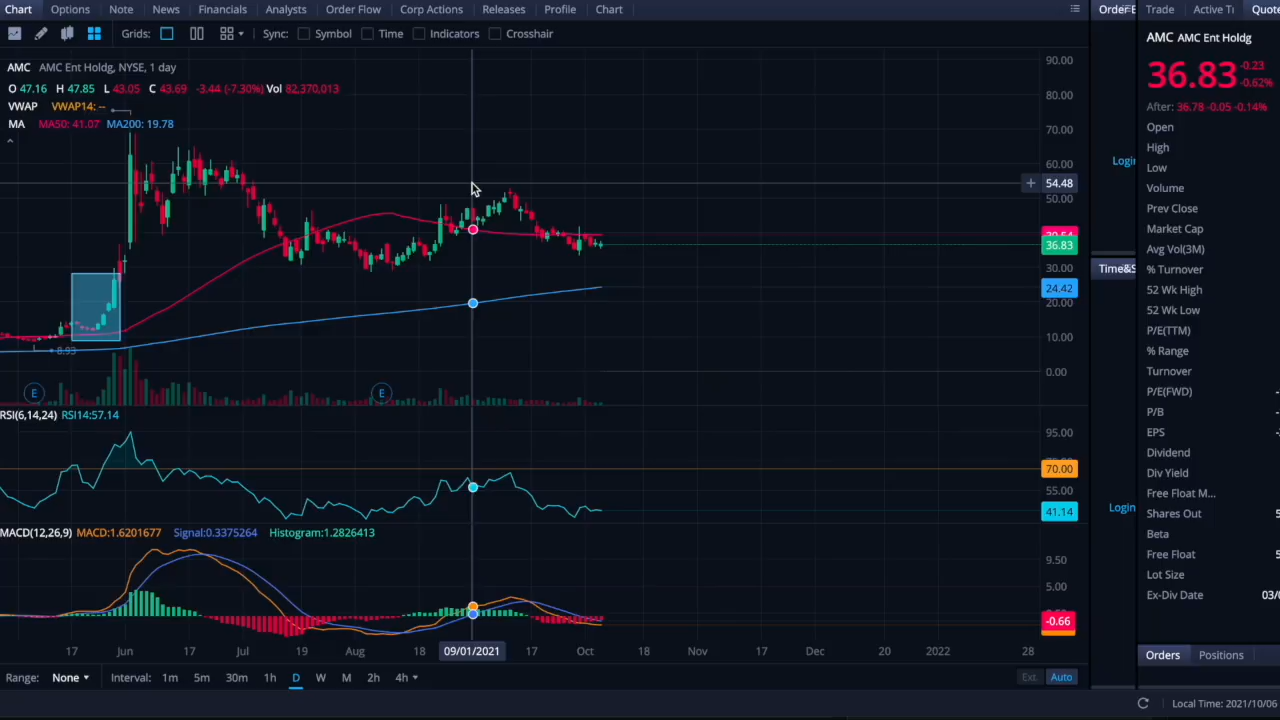 Chart Options Note News Financials Analysts Order Flow Corp Actions Releases Profile Chart
Grids: Sync: Symbol Time Indicators Crosshair
AMC AMC Ent Holdg, NYSE, 1 day
O 47.16 H 47.85 L 43.05 C 43.69 -3.44 (-7.30%) Vol 82,370,013
VWAP VWAP14: --
MA MA50: 41.07 MA200: 19.78
90.00
80.00
70.00
60.00
54.48
50.00
40.00
36.83
30.00
24.42
20.00
10.00
0.00
8.93
E E
RSI(6,14,24) RSI14:57.14
95.00
70.00
55.00
41.14
MACD(12,26,9) MACD:1.6201677 Signal:0.3375264 Histogram:1.2826413
9.50
5.00
-0.66
17 Jun 17 Jul 19 Aug 18 09/01/2021 17 Oct 18 Nov 17 Dec 20 2022 28
Range: None Interval: 1m 5m 30m 1h D W M 2h 4h Ext. Auto
Time&S
Login
Trade Active Quote
AMC AMC Ent Holdg
36.83 -0.23
-0.62%
After: 36.78 -0.05 -0.14%
Open
High
Low
Volume
Prev Close
Market Cap
Avg Vol(3M)
% Turnover
52 Wk High
52 Wk Low
P/E(TTM)
% Range
Turnover
P/E(FWD)
P/B
EPS
Dividend
Div Yield
Free Float M...
Shares Out
Beta
Free Float
Lot Size
Ex-Div Date 03/
Orders Positions
Local Time: 2021/10/06